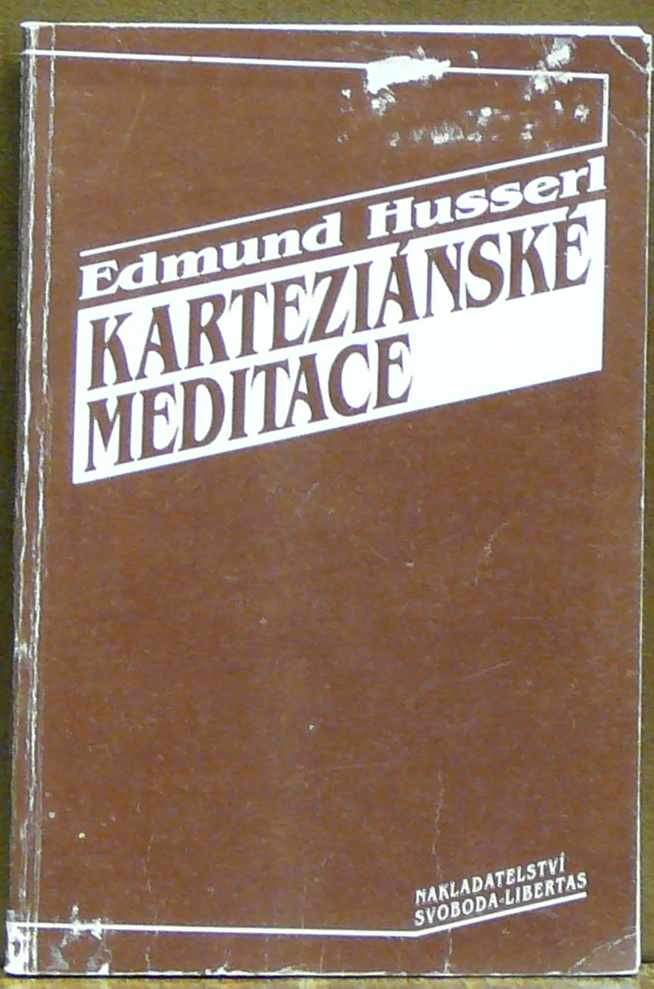 Edmund Husserl
KARTEZIÁNSKÉ
MEDITACE
NAKLADATELSTVÍ
SVOBODA-LIBERTAS